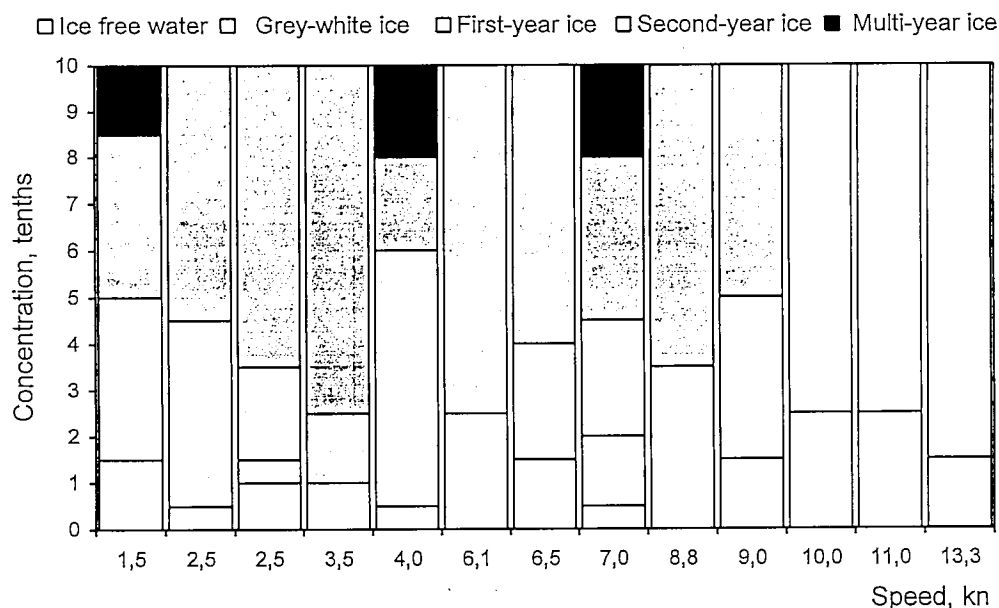 Ice free water Grey-white ice First-year ice Second-year ice Multi-year ice
10
9
8
7
6
5
4
3
2
1
0
Concentration, tenths
1,5 2,5 2,5 3,5 4,0 6,1 6,5 7,0 8,8 9,0 10,0 11,0 13,3
Speed, kn